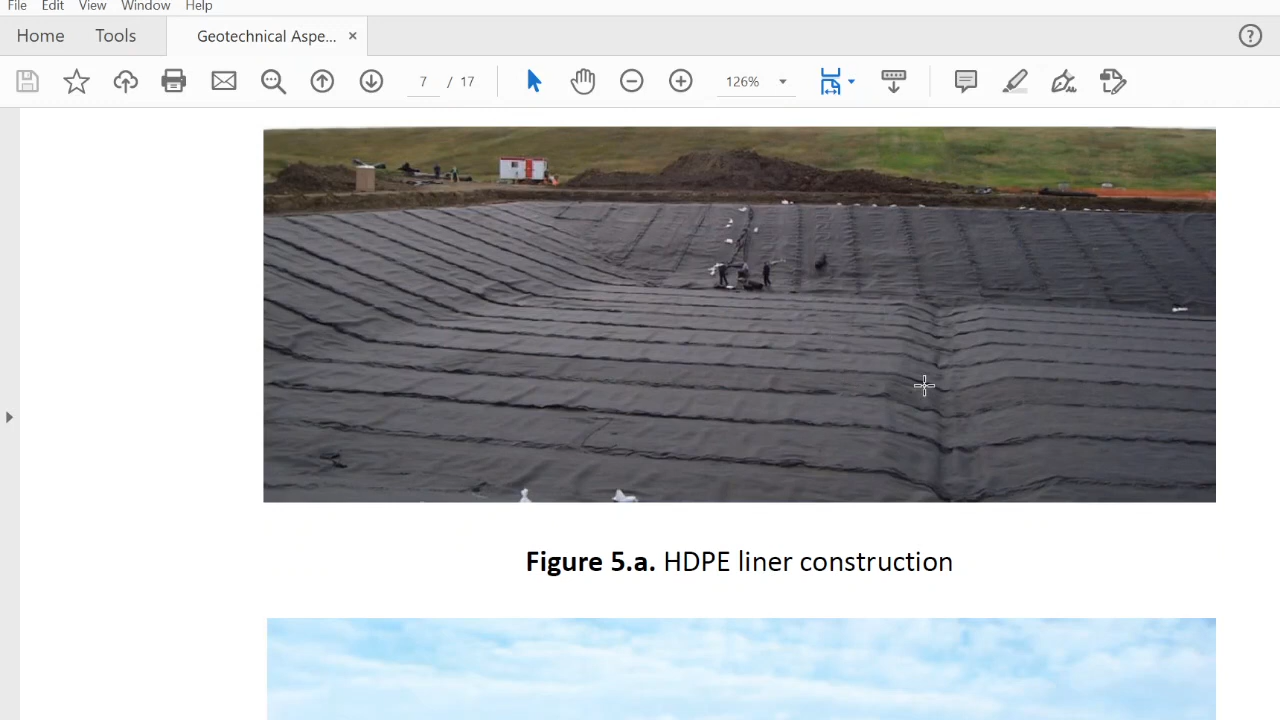 File Edit View Window Help
Home Tools Geotechnical Aspe... ×
7 / 17 126%
Figure 5.a. HDPE liner construction